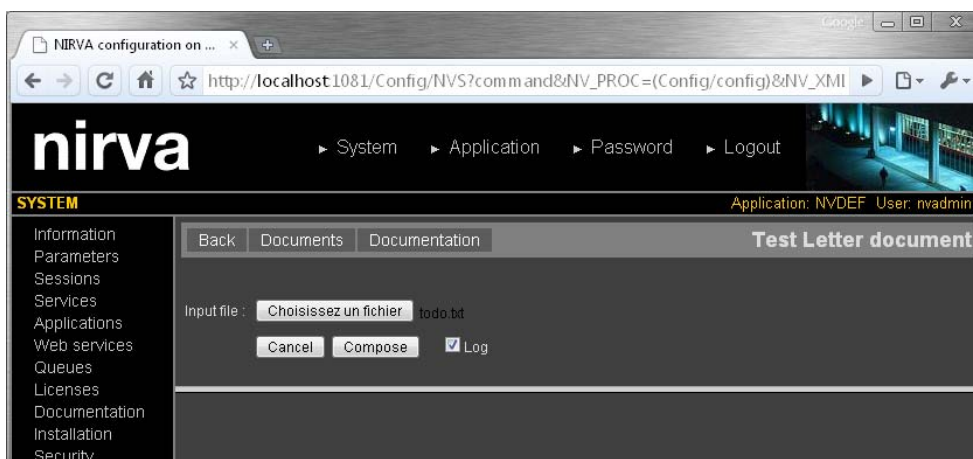 Google
NIRVA configuration on ...
http://localhost:1081/Config/NVS?command&NV_PROC=(Config/config)&NV_XMI
nirva
System Application Password Logout
SYSTEM
Application: NVDEF User: nvadmin
Information
Parameters
Sessions
Services
Applications
Web services
Queues
Licenses
Documentation
Installation
Security
Back Documents Documentation
Test Letter document
Input file : Choisissez un fichier todo.txt
Cancel Compose Log